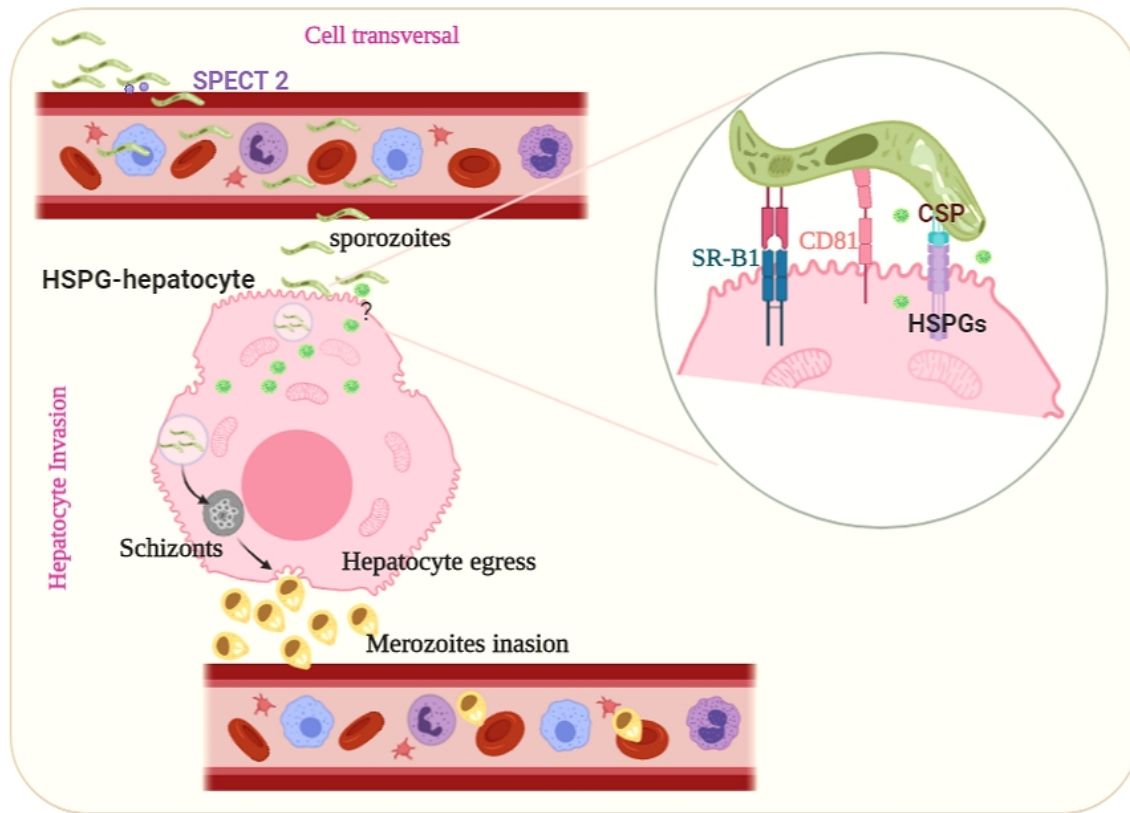 Cell transversal
SPECT 2
sporozoites
HSPG-hepatocyte
?
Hepatocyte Invasion
Schizonts
Hepatocyte egress
Merozoites inasion
CSP
CD81
SR-B1
HSPGs